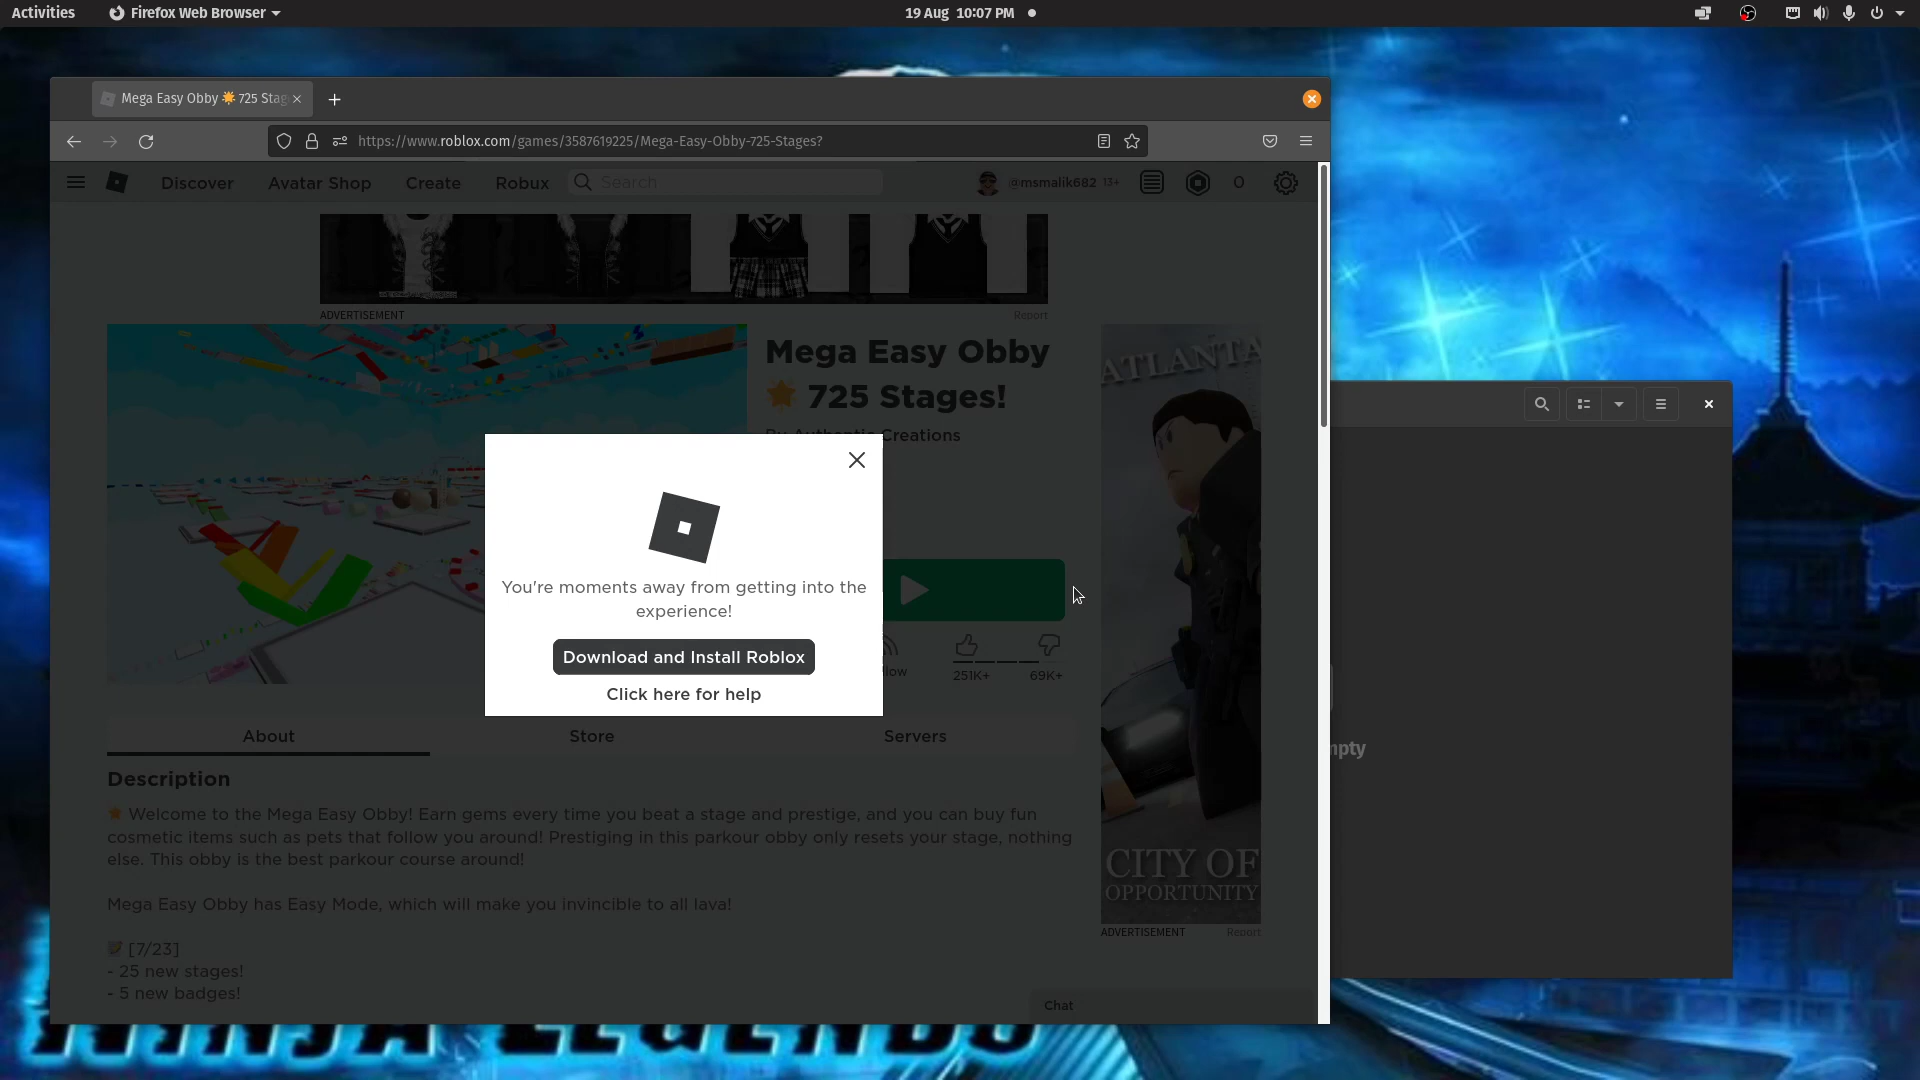 Activities
Firefox Web Browser
19 Aug 10:07 PM
Mega Easy Obby 🌟 725 Stag
https://www.roblox.com/games/3587619225/Mega-Easy-Obby-725-Stages?
Discover
Avatar Shop
Create
Robux
Search
@msmalik682 13+
0
ADVERTISEMENT
Report
Mega Easy Obby
🌟 725 Stages!
By Authentic Creations
ATLANTA
You're moments away from getting into the
experience!
Download and Install Roblox
Click here for help
llow
251K+
69K+
mpty
About
Store
Servers
Description
🌟 Welcome to the Mega Easy Obby! Earn gems every time you beat a stage and prestige, and you can buy fun
cosmetic items such as pets that follow you around! Prestiging in this parkour obby only resets your stage, nothing
else. This obby is the best parkour course around!
Mega Easy Obby has Easy Mode, which will make you invincible to all lava!
📝 [7/23]
- 25 new stages!
- 5 new badges!
CITY OF
OPPORTUNITY
ADVERTISEMENT
Report
Chat
NINJA LEGENDS